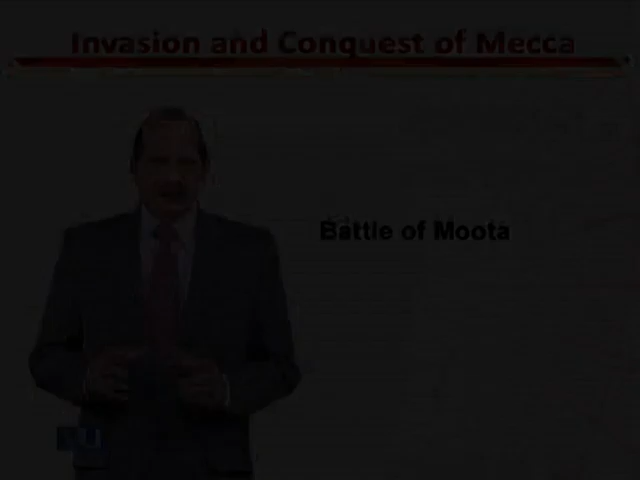 Invasion and Conquest of Mecca
Battle of Moota